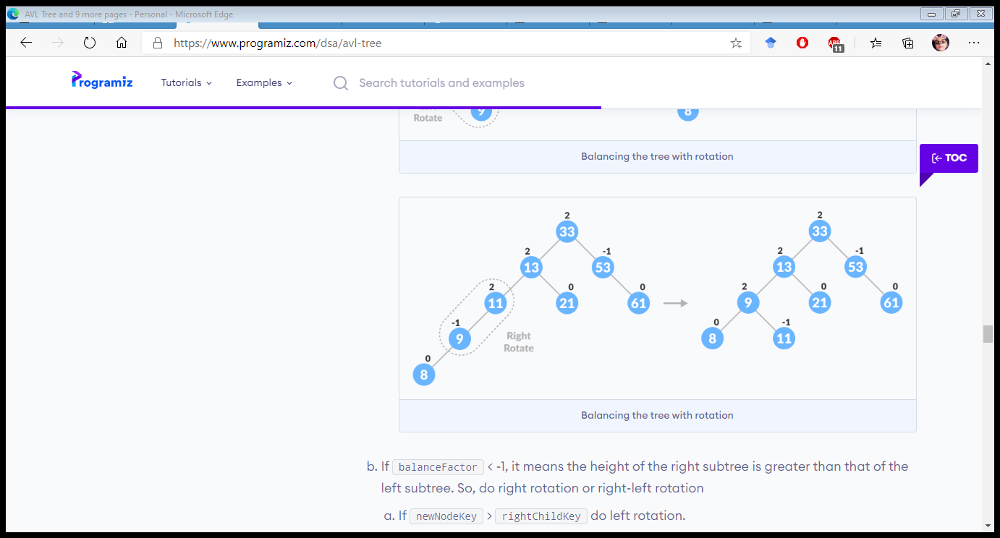 AVL Tree and 9 more pages - Personal - Microsoft Edge
https://www.programiz.com/dsa/avl-tree
11
Programiz
Tutorials
Examples
Search tutorials and examples
Rotate
9
8
Balancing the tree with rotation
TOC
2
33
2
13
-1
53
2
11
0
21
0
61
-1
9
0
8
Right
Rotate
2
33
2
13
-1
53
2
9
0
21
0
61
0
8
-1
11
Balancing the tree with rotation
b. If balanceFactor < -1, it means the height of the right subtree is greater than that of the
left subtree. So, do right rotation or right-left rotation
a. If newNodeKey > rightChildKey do left rotation.